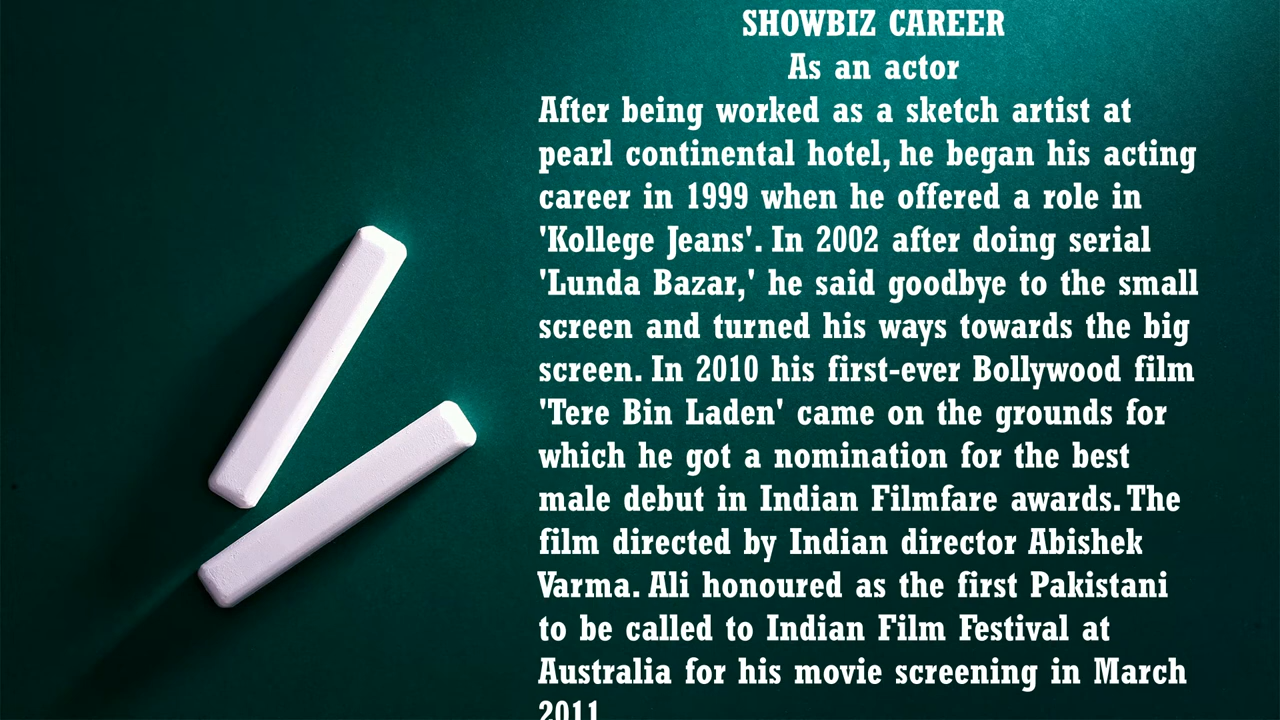 SHOWBIZ CAREER
As an actor
After being worked as a sketch artist at
pearl continental hotel, he began his acting
career in 1999 when he offered a role in
'Kollege Jeans'. In 2002 after doing serial
'Lunda Bazar,' he said goodbye to the small
screen and turned his ways towards the big
screen. In 2010 his first-ever Bollywood film
'Tere Bin Laden' came on the grounds for
which he got a nomination for the best
male debut in Indian Filmfare awards. The
film directed by Indian director Abishek
Varma. Ali honoured as the first Pakistani
to be called to Indian Film Festival at
Australia for his movie screening in March
2011